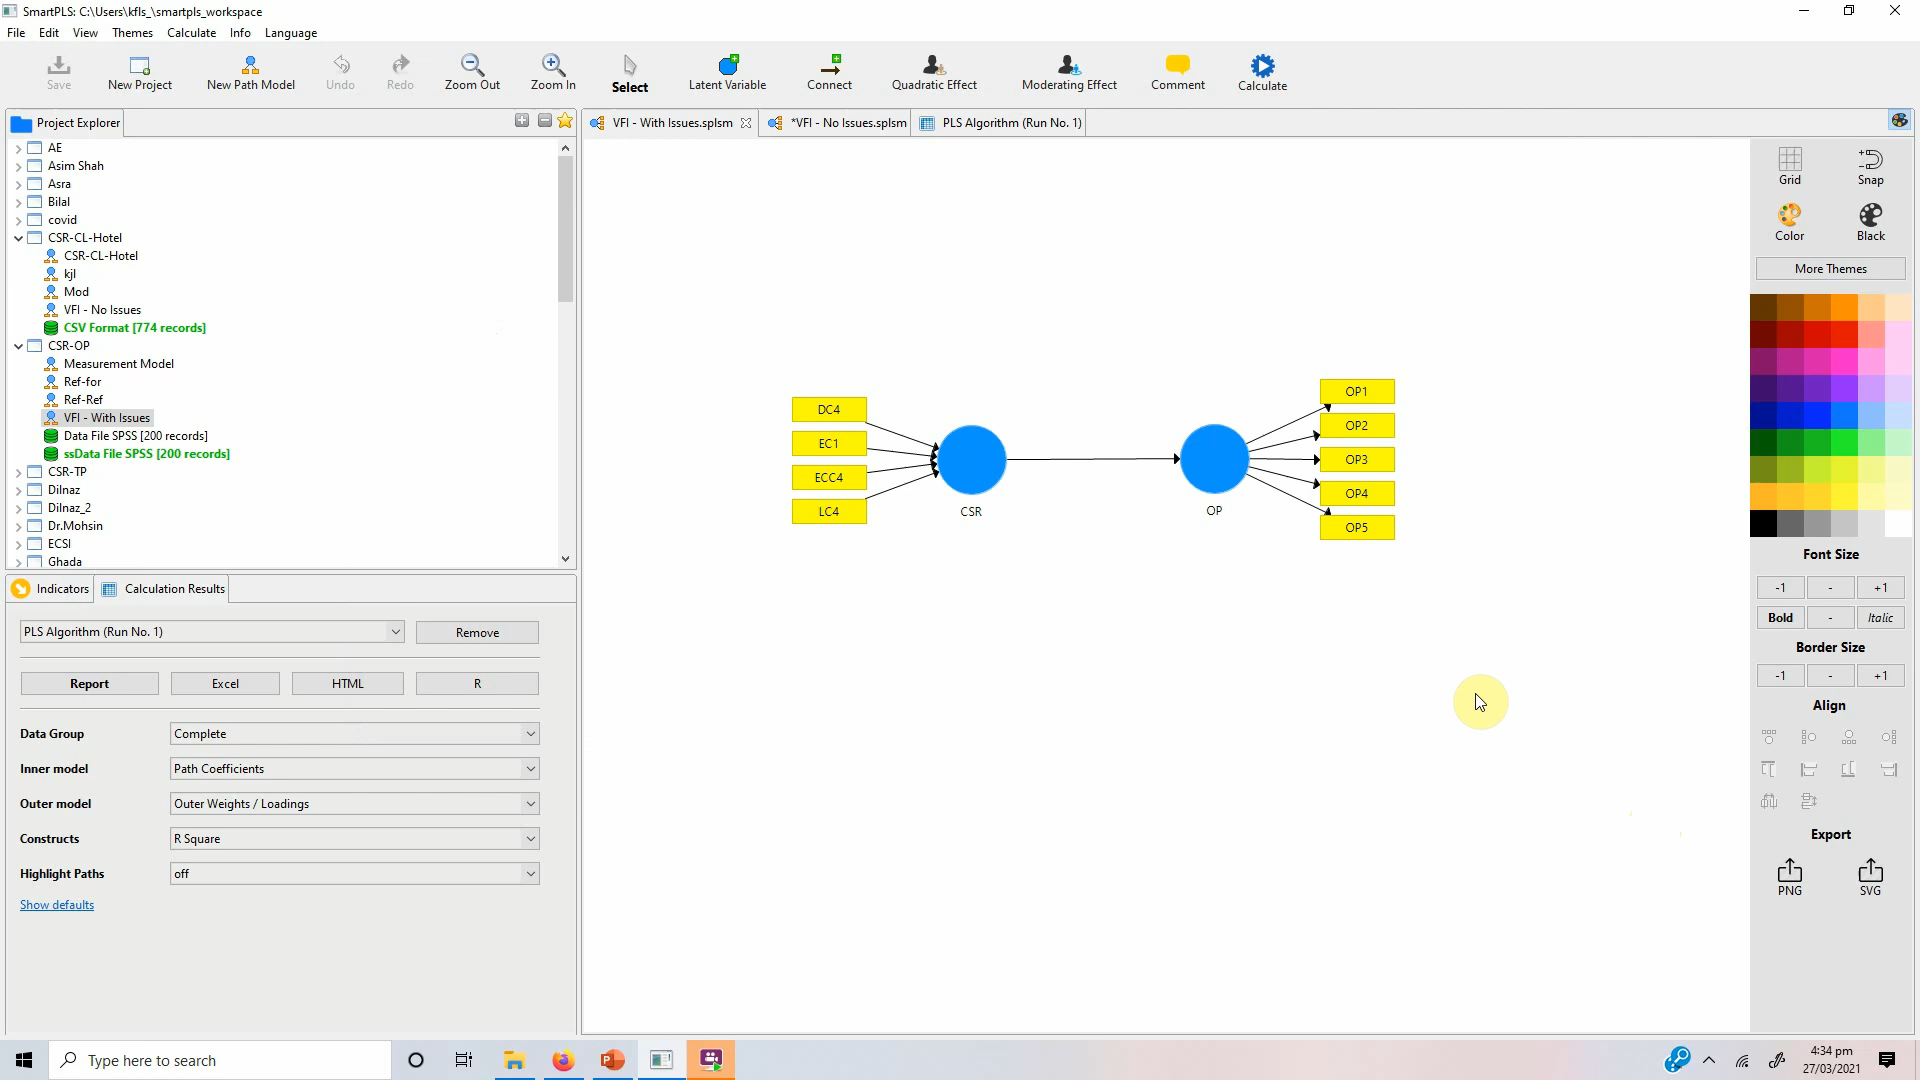 SmartPLS: C:\Users\kfls_\smartpls_workspace
File Edit View Themes Calculate Info Language
Save New Project New Path Model Undo Redo Zoom Out Zoom In Select Latent Variable Connect Quadratic Effect Moderating Effect Comment Calculate
Project Explorer
VFI - With Issues.splsm *VFI - No Issues.splsm PLS Algorithm (Run No. 1)
AE
Asim Shah
Asra
Bilal
covid
CSR-CL-Hotel
CSR-CL-Hotel
kjl
Mod
VFI - No Issues
CSV Format [774 records]
CSR-OP
Measurement Model
Ref-for
Ref-Ref
VFI - With Issues
Data File SPSS [200 records]
ssData File SPSS [200 records]
CSR-TP
Dilnaz
Dilnaz_2
Dr.Mohsin
ECSI
Ghada
Indicators Calculation Results
PLS Algorithm (Run No. 1) Remove
Report Excel HTML R
Data Group Complete
Inner model Path Coefficients
Outer model Outer Weights / Loadings
Constructs R Square
Highlight Paths off
Show defaults
DC4
EC1
ECC4
LC4
CSR
OP
OP1
OP2
OP3
OP4
OP5
Grid Snap
Color Black
More Themes
Font Size
-1 - +1
Bold - Italic
Border Size
-1 - +1
Align
Export
PNG SVG
Type here to search
4:34 pm
27/03/2021